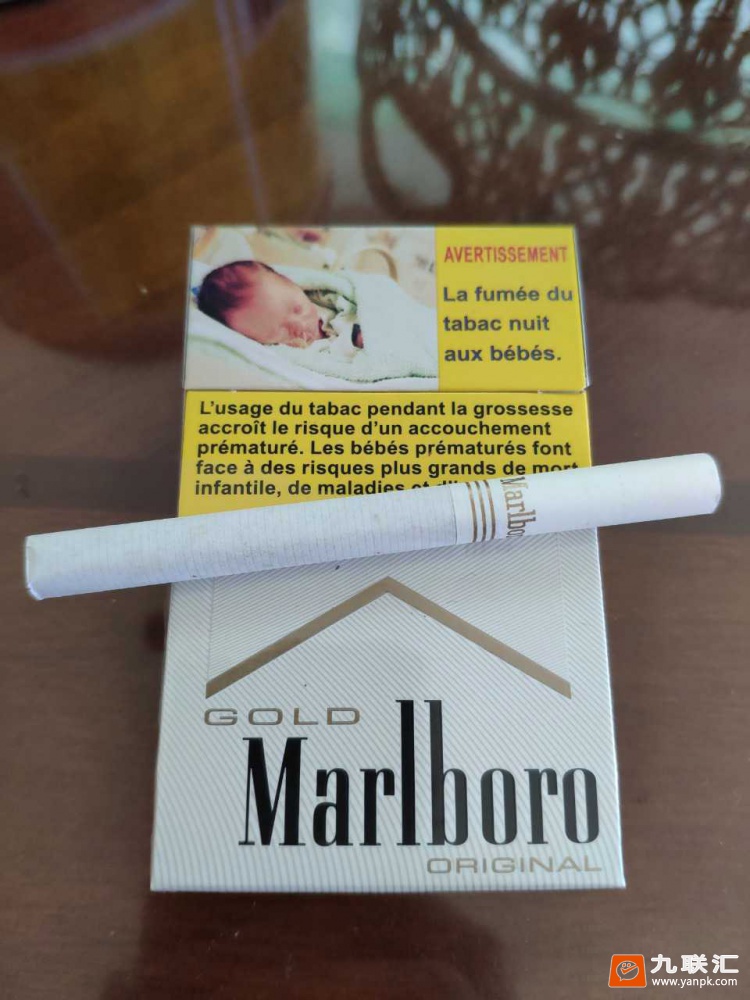 AVERTISSEMENT
La fumée du
tabac nuit
aux bébés.
L'usage du tabac pendant la grossesse
accroît le risque d'un accouchement
prématuré. Les bébés prématurés font
face à des risques plus grands de mort
infantile, de maladies et
Marlboro
GOLD
Marlboro
ORIGINAL
九联汇
www.yanpk.com